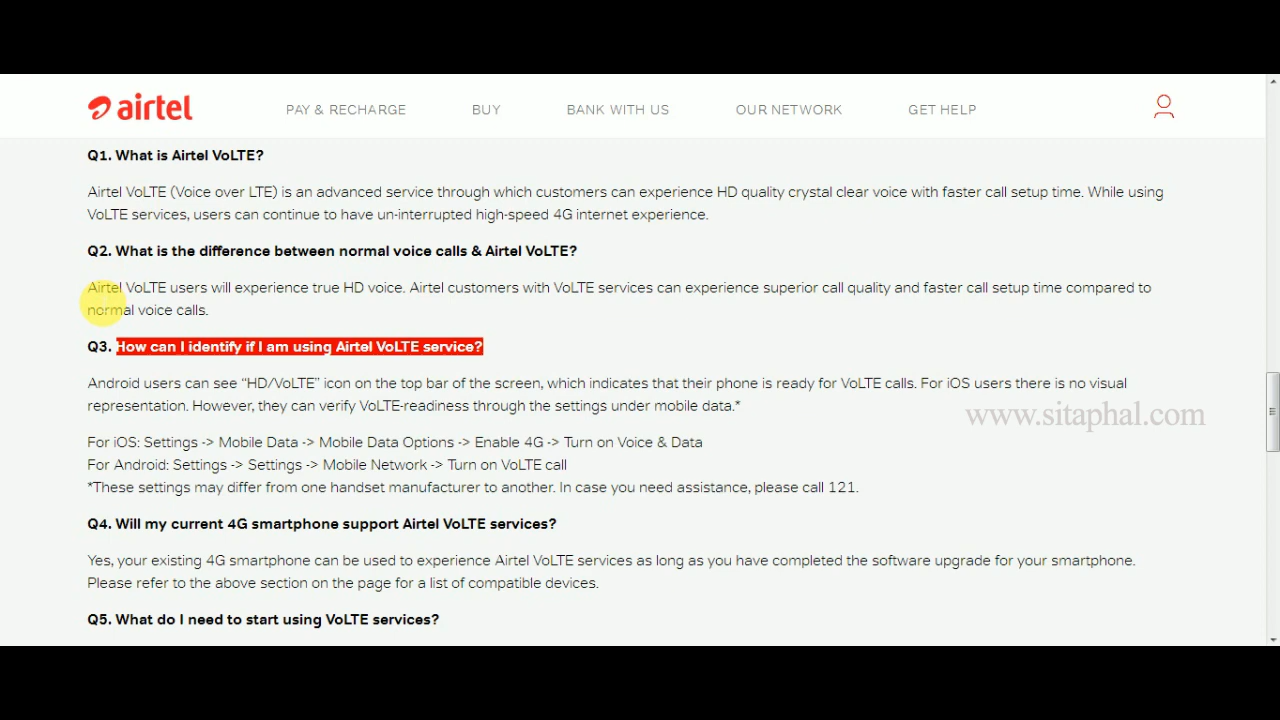 airtel
PAY & RECHARGE
BUY
BANK WITH US
OUR NETWORK
GET HELP
Q1. What is Airtel VoLTE?
Airtel VoLTE (Voice over LTE) is an advanced service through which customers can experience HD quality crystal clear voice with faster call setup time. While using
VoLTE services, users can continue to have un-interrupted high-speed 4G internet experience.
Q2. What is the difference between normal voice calls & Airtel VoLTE?
Airtel VoLTE users will experience true HD voice. Airtel customers with VoLTE services can experience superior call quality and faster call setup time compared to
normal voice calls.
Q3. How can I identify if I am using Airtel VoLTE service?
Android users can see “HD/VoLTE” icon on the top bar of the screen, which indicates that their phone is ready for VoLTE calls. For iOS users there is no visual
representation. However, they can verify VoLTE-readiness through the settings under mobile data.*
www.sitaphal.com
For iOS: Settings -> Mobile Data -> Mobile Data Options -> Enable 4G -> Turn on Voice & Data
For Android: Settings -> Settings -> Mobile Network -> Turn on VoLTE call
*These settings may differ from one handset manufacturer to another. In case you need assistance, please call 121.
Q4. Will my current 4G smartphone support Airtel VoLTE services?
Yes, your existing 4G smartphone can be used to experience Airtel VoLTE services as long as you have completed the software upgrade for your smartphone.
Please refer to the above section on the page for a list of compatible devices.
Q5. What do I need to start using VoLTE services?